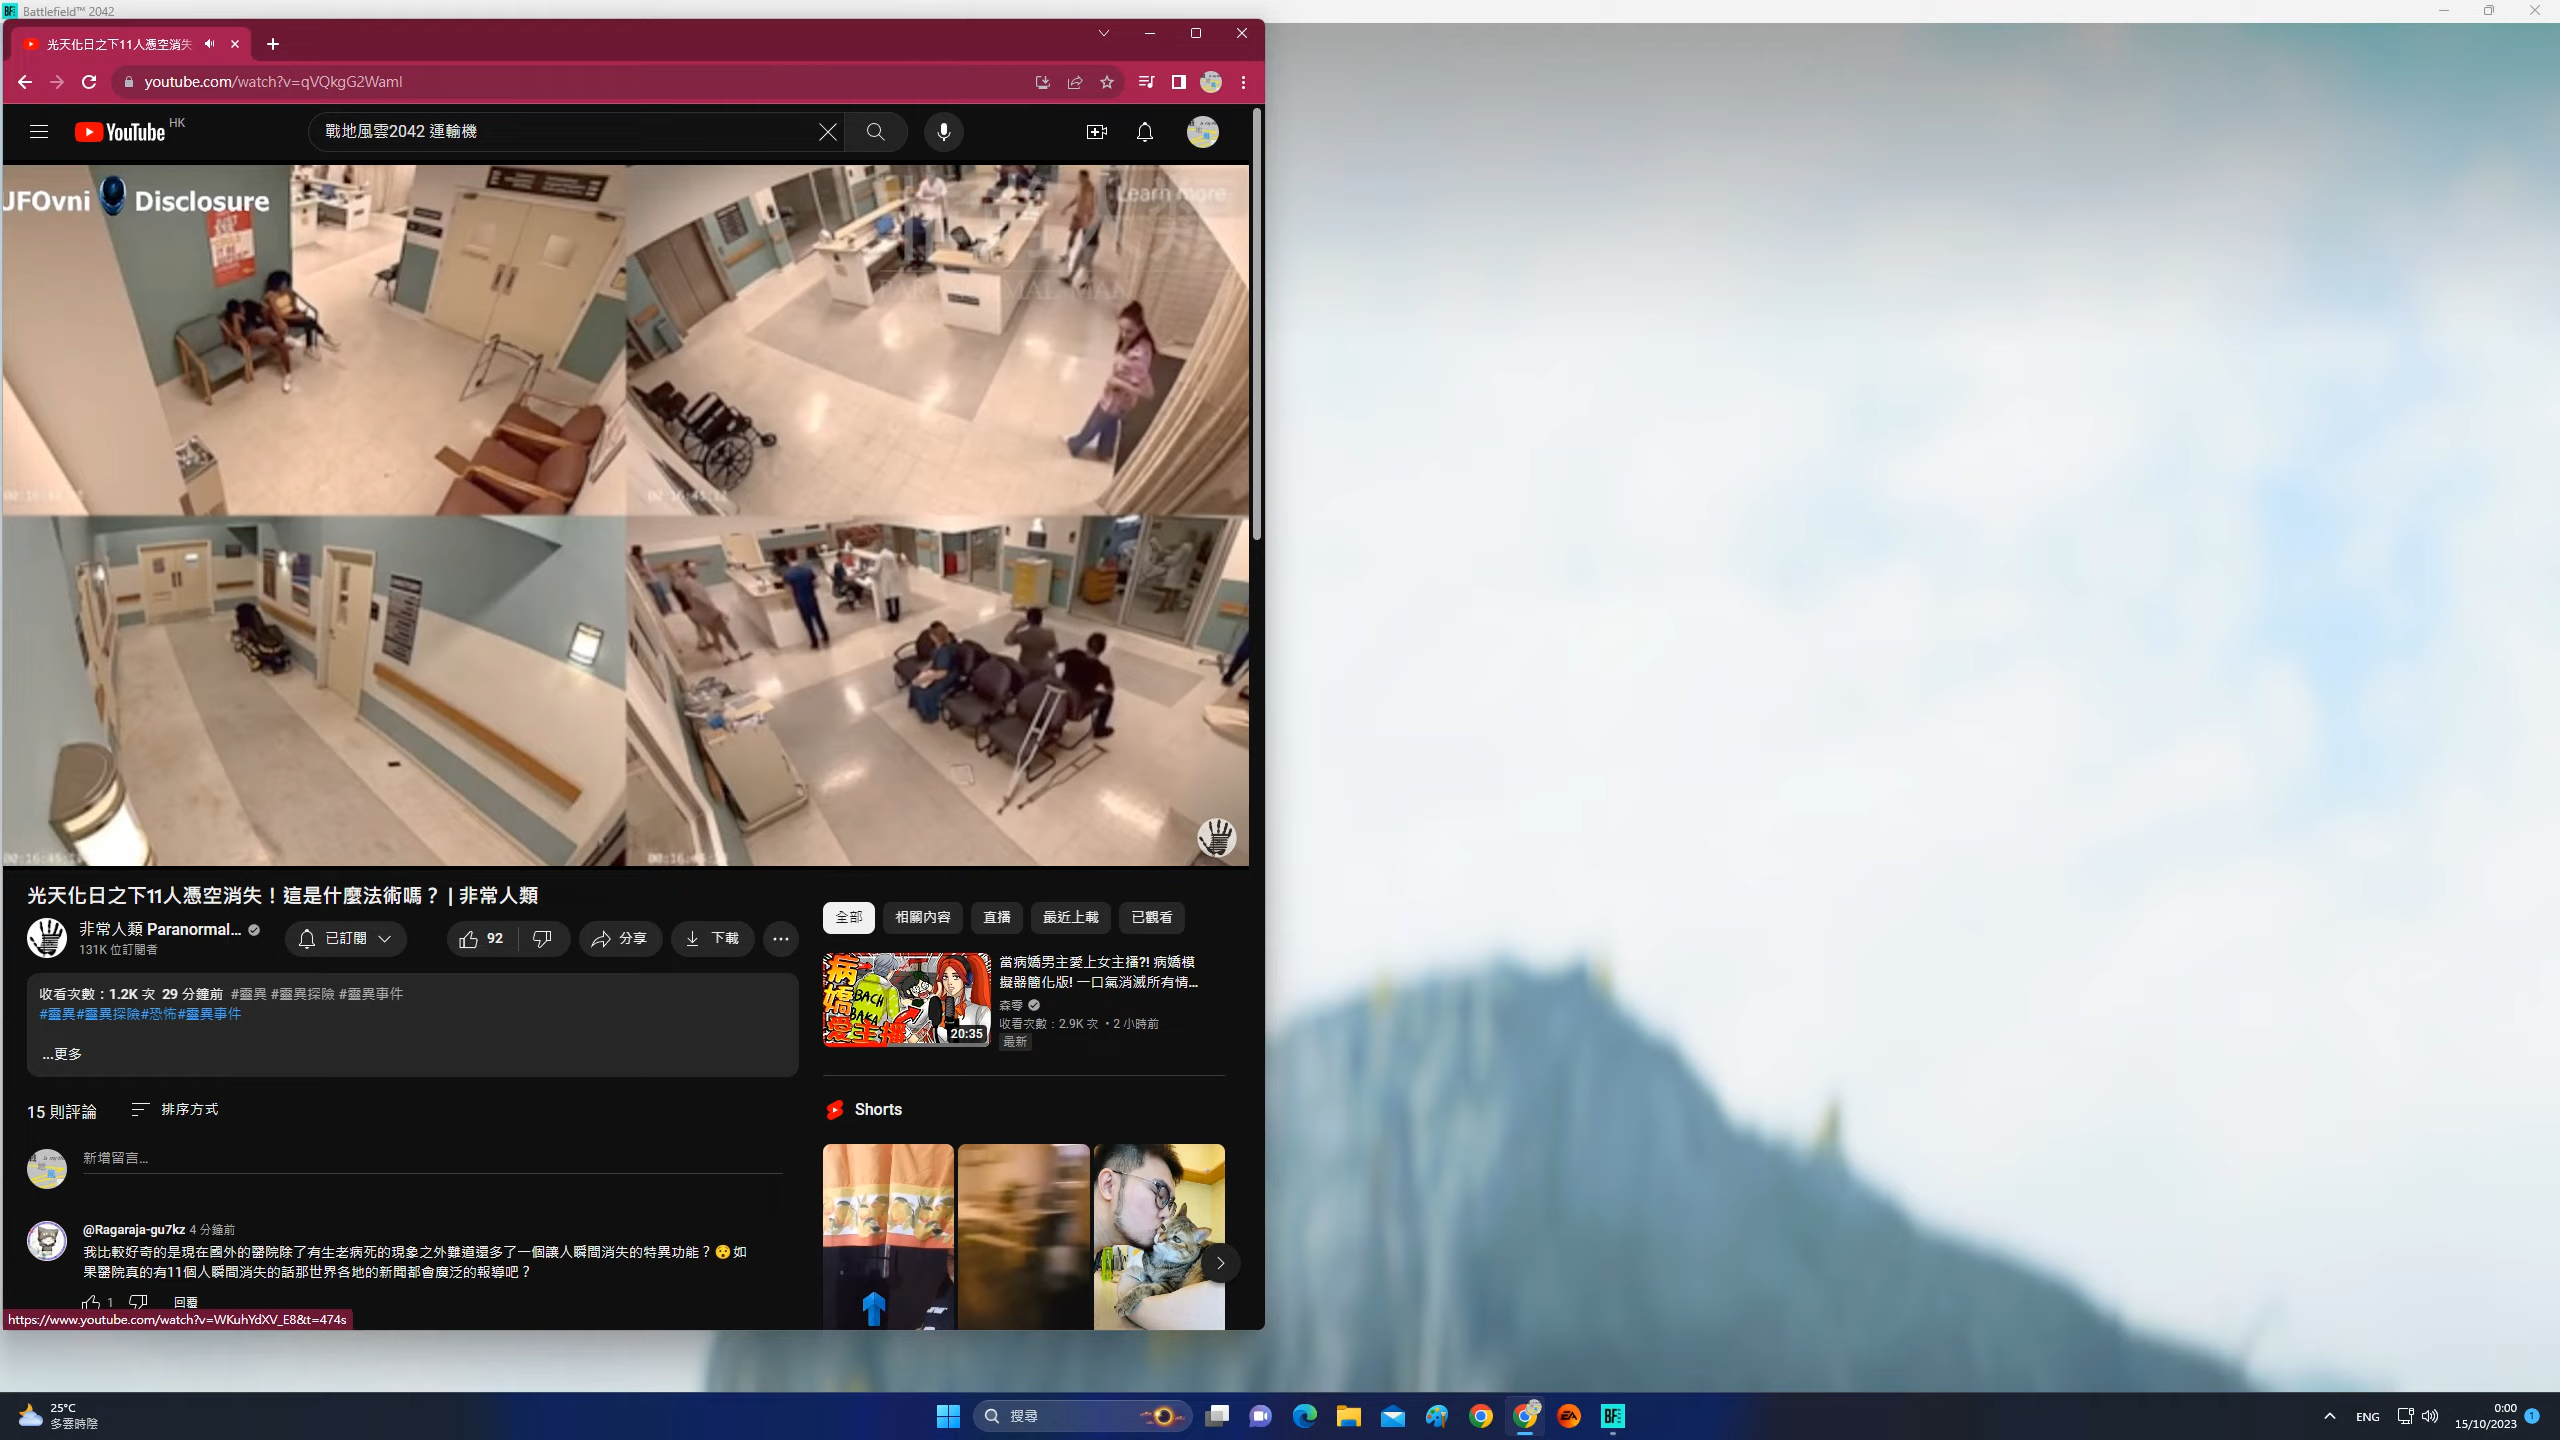 Battlefield™ 2042
光天化日之下11人憑空消失
youtube.com/watch?v=qVQkgG2WamI
YouTube HK
戰地風雲2042 運輸機
UFOvni Disclosure
Learn more
光天化日之下11人憑空消失！這是什麼法術嗎？ | 非常人類
非常人類 Paranormal...
131K 位訂閱者
已訂閱
92
分享
下載
收看次數：1.2K 次 29 分鐘前 #靈異 #靈異探險 #靈異事件
#靈異#靈異探險#恐怖#靈異事件
...更多
15 則評論
排序方式
新增留言...
@Ragaraja-gu7kz 4 分鐘前
我比較好奇的是現在國外的醫院除了有生老病死的現象之外難道還多了一個讓人瞬間消失的特異功能？😯如
果醫院真的有11個人瞬間消失的話那世界各地的新聞都會廣泛的報導吧？
1
回覆
https://www.youtube.com/watch?v=WKuhYdXV_E8&t=474s
全部
相關內容
直播
最近上載
已觀看
病嬌
BACH
BAKA
愛主播
20:35
當病嬌男主愛上女主播?! 病嬌模
擬器簡化版! 一口氣消滅所有情...
森零
收看次數：2.9K 次 • 2 小時前
最新
Shorts
25°C
多雲時陰
搜尋
ENG
0:00
15/10/2023
1